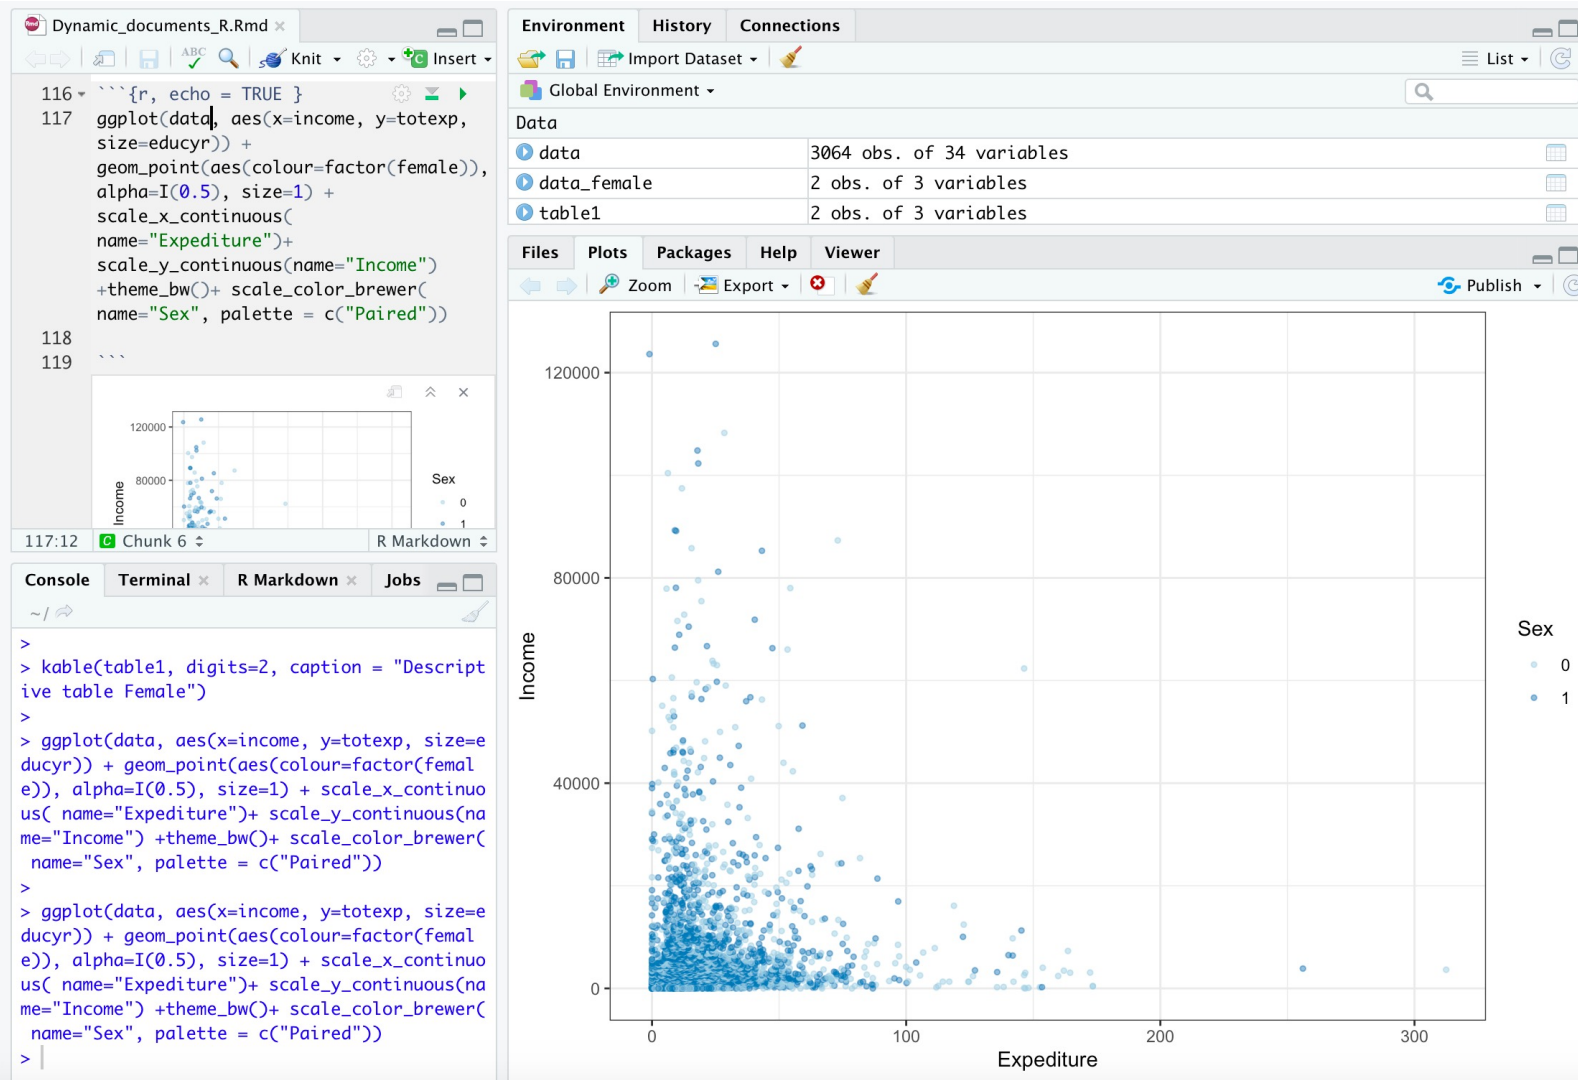 Dynamic_documents_R.Rmd
ABC Knit Insert
116 ```{r, echo = TRUE }
117 ggplot(data, aes(x=income, y=totexp,
size=educyr)) +
geom_point(aes(colour=factor(female)),
alpha=I(0.5), size=1) +
scale_x_continuous(
name="Expediture")+
scale_y_continuous(name="Income")
+theme_bw()+ scale_color_brewer(
name="Sex", palette = c("Paired"))
118
119 ```
120000
80000
Income
Sex
0
1
117:12 C Chunk 6 R Markdown
Console Terminal R Markdown Jobs
~/
>
> kable(table1, digits=2, caption = "Descript
ive table Female")
>
> ggplot(data, aes(x=income, y=totexp, size=e
ducyr)) + geom_point(aes(colour=factor(femal
e)), alpha=I(0.5), size=1) + scale_x_continuo
us( name="Expediture")+ scale_y_continuous(na
me="Income") +theme_bw()+ scale_color_brewer(
name="Sex", palette = c("Paired"))
>
> ggplot(data, aes(x=income, y=totexp, size=e
ducyr)) + geom_point(aes(colour=factor(femal
e)), alpha=I(0.5), size=1) + scale_x_continuo
us( name="Expediture")+ scale_y_continuous(na
me="Income") +theme_bw()+ scale_color_brewer(
name="Sex", palette = c("Paired"))
>
Environment History Connections
Import Dataset List
Global Environment
Data
data 3064 obs. of 34 variables
data_female 2 obs. of 3 variables
table1 2 obs. of 3 variables
Files Plots Packages Help Viewer
Zoom Export Publish
120000
80000
40000
0
Income
0 100 200 300
Expediture
Sex
0
1